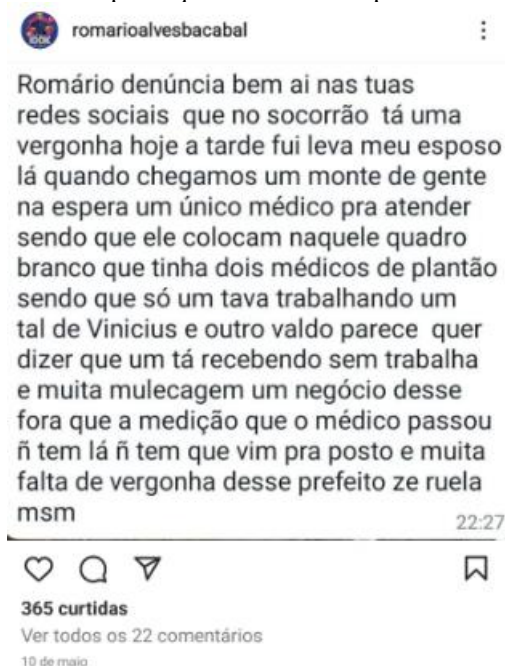 100K
romarioalvesbacabal
Romário denúncia bem ai nas tuas
redes sociais que no socorrão tá uma
vergonha hoje a tarde fui leva meu esposo
lá quando chegamos um monte de gente
na espera um único médico pra atender
sendo que ele colocam naquele quadro
branco que tinha dois médicos de plantão
sendo que só um tava trabalhando um
tal de Vinicius e outro valdo parece quer
dizer que um tá recebendo sem trabalha
e muita mulecagem um negócio desse
fora que a medição que o médico passou
ñ tem lá ñ tem que vim pra posto e muita
falta de vergonha desse prefeito ze ruela
msm
22:27
365 curtidas
Ver todos os 22 comentários
10 de maio